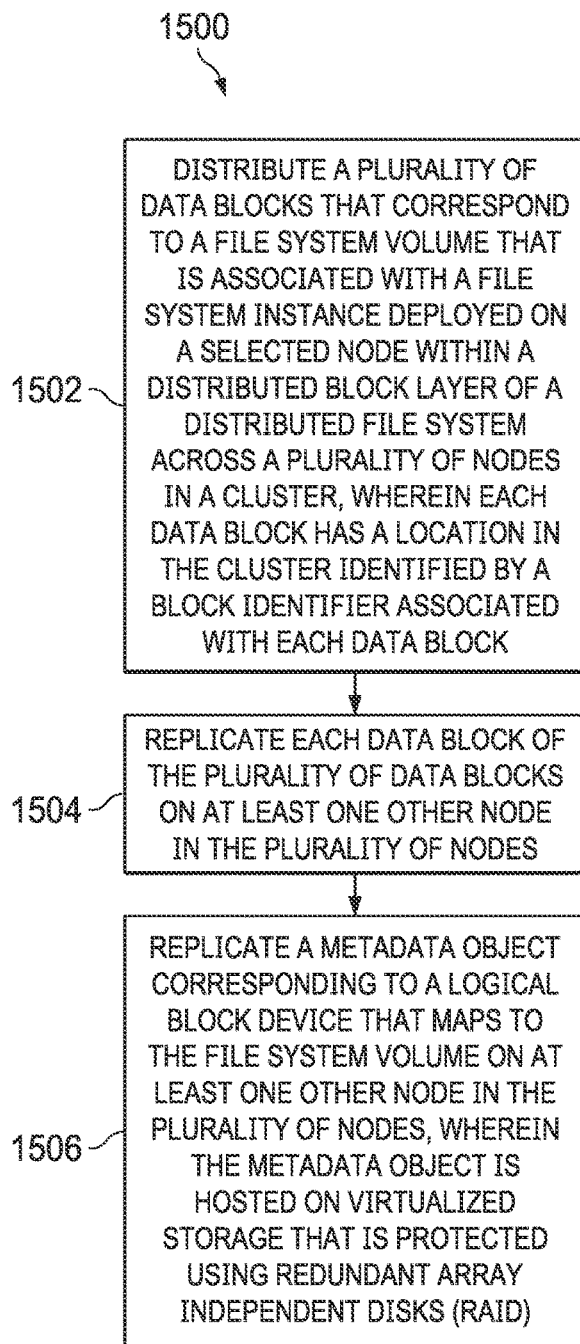 1500
DISTRIBUTE A PLURALITY OF
DATA BLOCKS THAT CORRESPOND
TO A FILE SYSTEM VOLUME THAT
IS ASSOCIATED WITH A FILE
SYSTEM INSTANCE DEPLOYED ON
A SELECTED NODE WITHIN A
DISTRIBUTED BLOCK LAYER OF A
DISTRIBUTED FILE SYSTEM
ACROSS A PLURALITY OF NODES
IN A CLUSTER, WHEREIN EACH
DATA BLOCK HAS A LOCATION IN
THE CLUSTER IDENTIFIED BY A
BLOCK IDENTIFIER ASSOCIATED
WITH EACH DATA BLOCK
1502
REPLICATE EACH DATA BLOCK OF
THE PLURALITY OF DATA BLOCKS
ON AT LEAST ONE OTHER NODE
IN THE PLURALITY OF NODES
1504
REPLICATE A METADATA OBJECT
CORRESPONDING TO A LOGICAL
BLOCK DEVICE THAT MAPS TO
THE FILE SYSTEM VOLUME ON AT
LEAST ONE OTHER NODE IN THE
PLURALITY OF NODES, WHEREIN
THE METADATA OBJECT IS
HOSTED ON VIRTUALIZED
STORAGE THAT IS PROTECTED
USING REDUNDANT ARRAY
INDEPENDENT DISKS (RAID)
1506